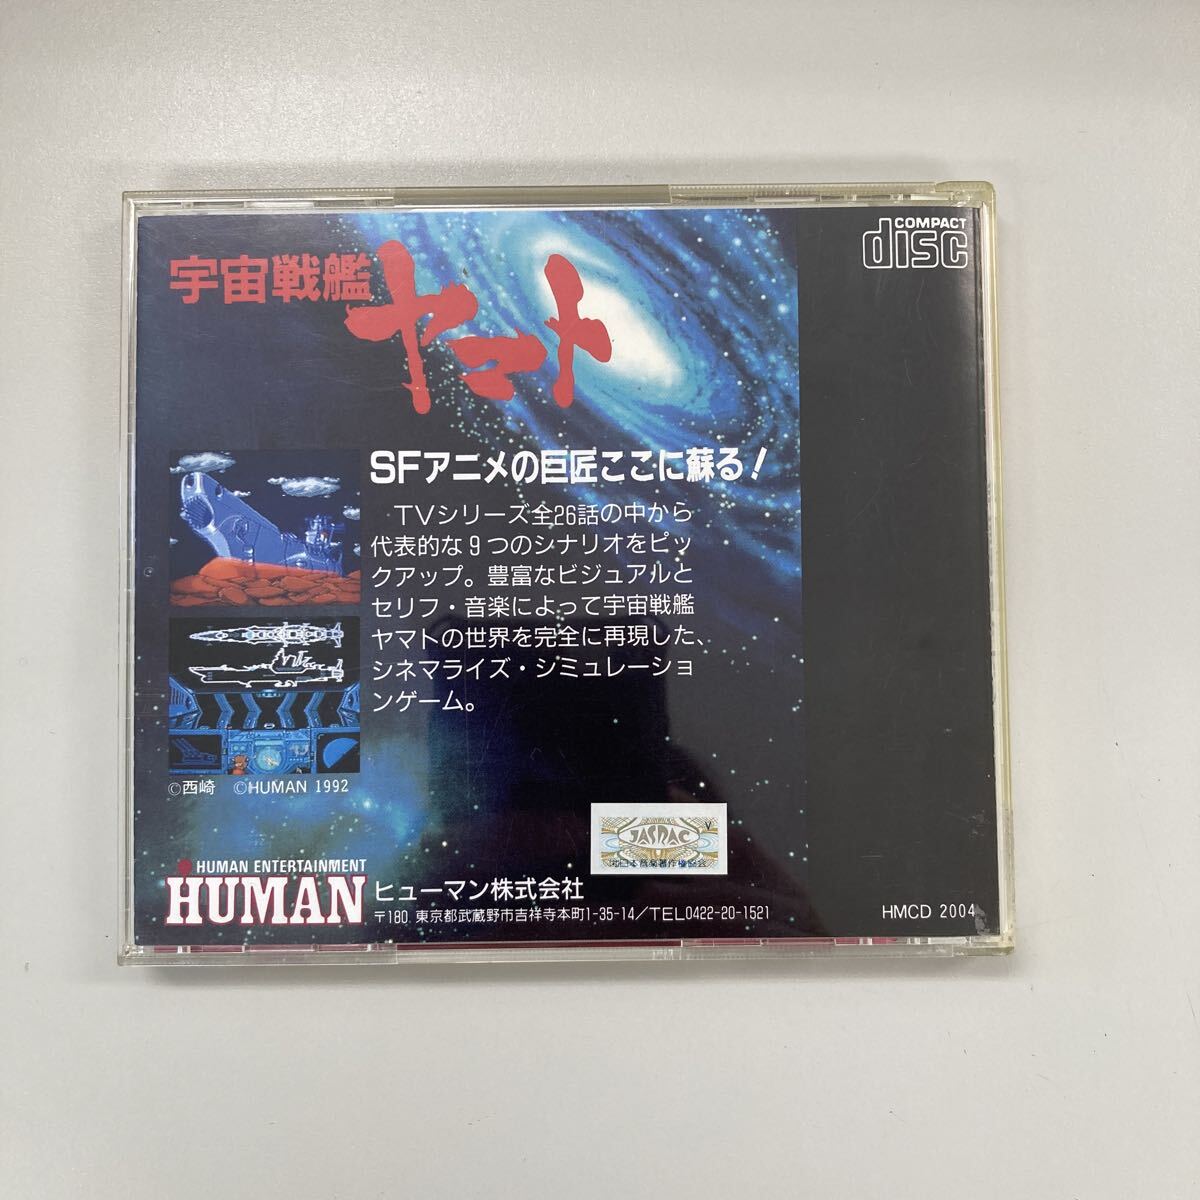 COMPACT
disc
宇宙戦艦
ヤマト
SFアニメの巨匠ここに蘇る!
TVシリーズ全26話の中から
代表的な9つのシナリオをピッ
クアップ。豊富なビジュアルと
セリフ・音楽によって宇宙戦艦
ヤマトの世界を完全に再現した、
シネマライズ・シミュレーショ
ンゲーム。
©西崎 ©HUMAN 1992
JASRAC
V
HUMAN ENTERTAINMENT
HUMAN
ヒューマン株式会社
〒180. 東京都武蔵野市吉祥寺本町1-35-14/TEL0422-20-1521
HMCD 2004